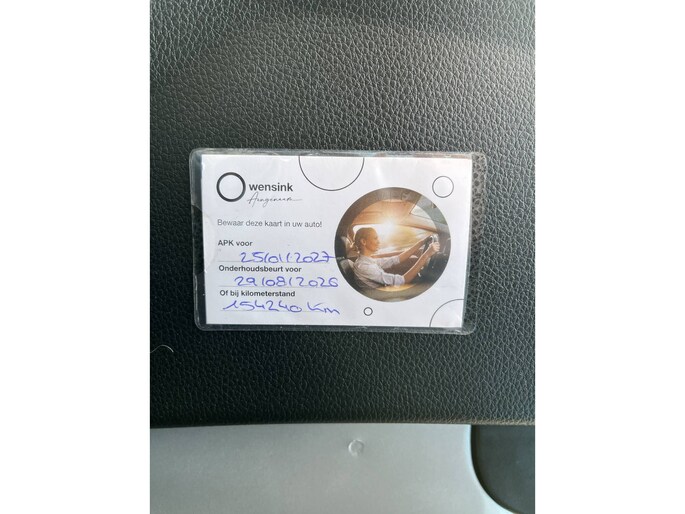 wensink
Bewaar deze kaart in uw auto!
APK voor
25/01/2027
Onderhoudsbeurt voor
29/08/2026
Of bij kilometerstand
154240 Km